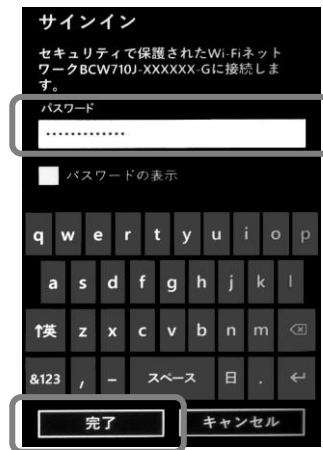 サインイン
セキュリティで保護されたWi-Fiネット
ワークBCW710J-XXXXXX-Gに接続しま
す。
パスワード
•••••••••••••
パスワードの表示
q w e r t y u i o p
a s d f g h j k l
↑英 z x c v b n m
&123 , – スペース 日 . ↵
完了 キャンセル